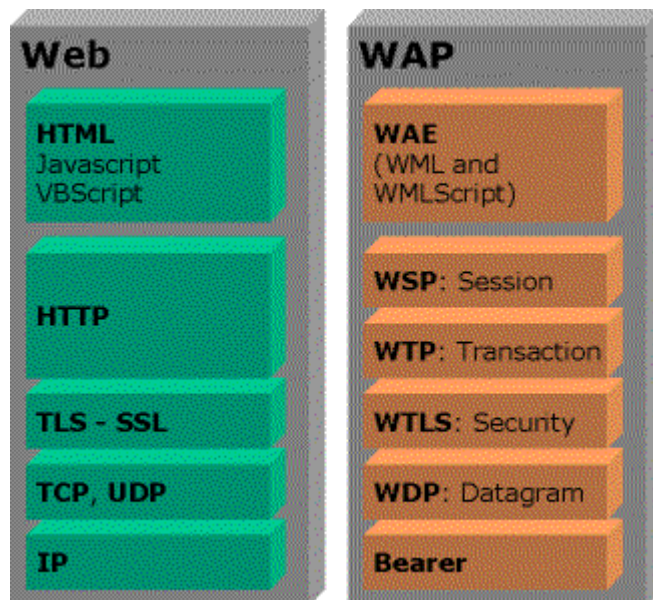 Web
HTML
Javascript
VBScript
HTTP
TLS - SSL
TCP, UDP
IP
WAP
WAE
(WML and
WMLScript)
WSP: Session
WTP: Transaction
WTLS: Security
WDP: Datagram
Bearer